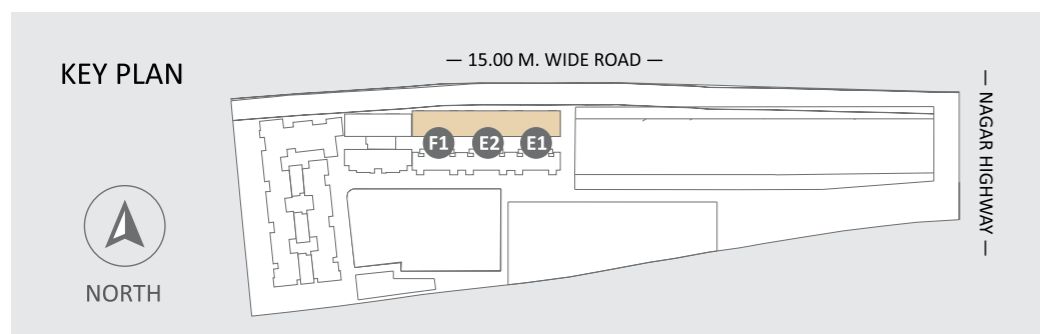 KEY PLAN
— 15.00 M. WIDE ROAD —
F1
E2
E1
— NAGAR HIGHWAY —
NORTH